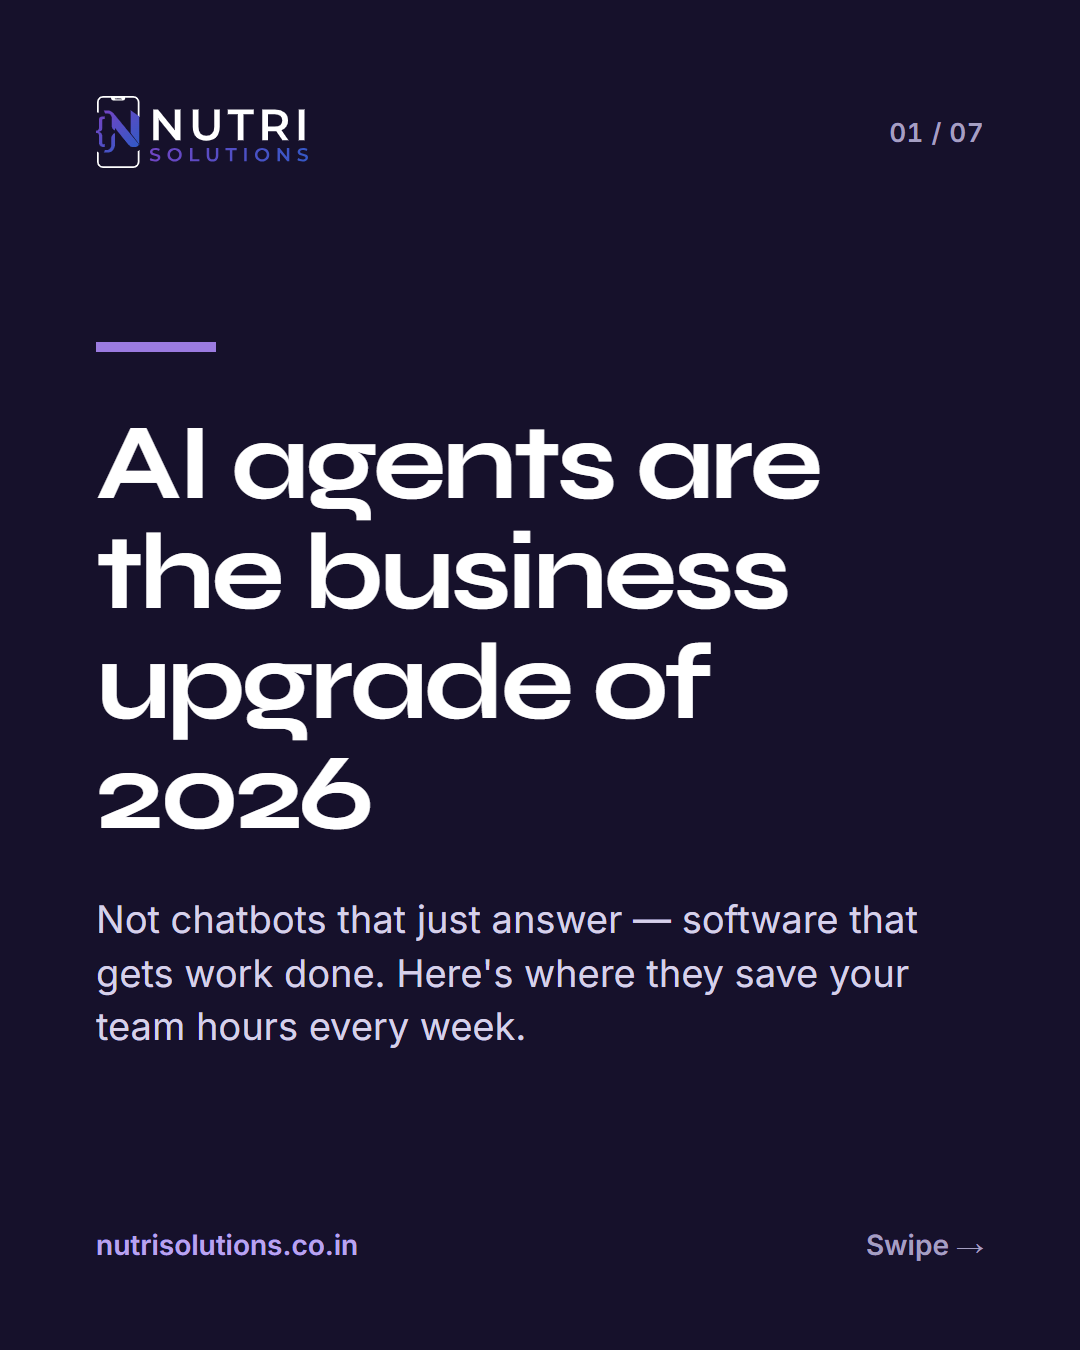 NUTRI
SOLUTIONS
01 / 07
AI agents are
the business
upgrade of
2026
Not chatbots that just answer — software that
gets work done. Here's where they save your
team hours every week.
nutrisolutions.co.in
Swipe →